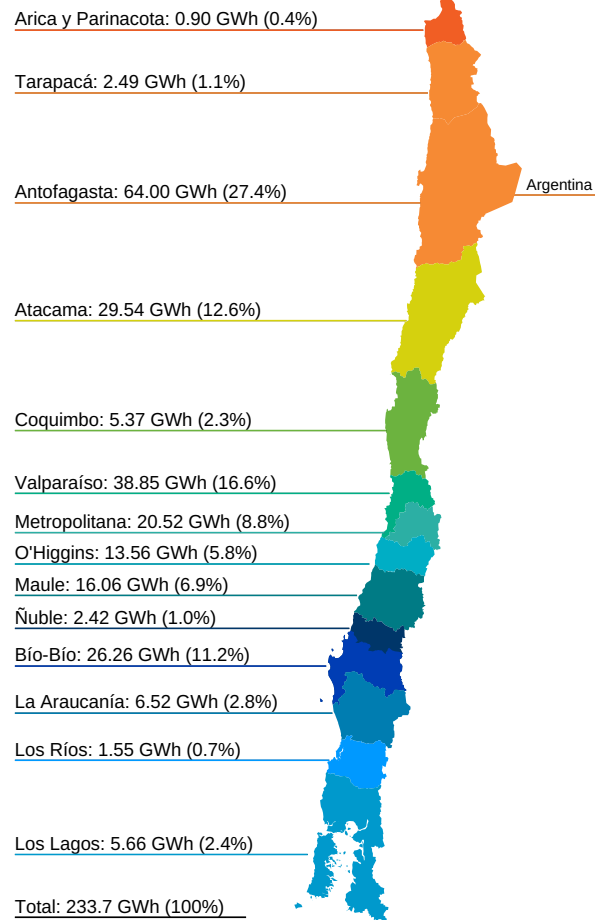 Arica y Parinacota: 0.90 GWh (0.4%)
Tarapacá: 2.49 GWh (1.1%)
Antofagasta: 64.00 GWh (27.4%)
Argentina
Atacama: 29.54 GWh (12.6%)
Coquimbo: 5.37 GWh (2.3%)
Valparaíso: 38.85 GWh (16.6%)
Metropolitana: 20.52 GWh (8.8%)
O'Higgins: 13.56 GWh (5.8%)
Maule: 16.06 GWh (6.9%)
Ñuble: 2.42 GWh (1.0%)
Bío-Bío: 26.26 GWh (11.2%)
La Araucanía: 6.52 GWh (2.8%)
Los Ríos: 1.55 GWh (0.7%)
Los Lagos: 5.66 GWh (2.4%)
Total: 233.7 GWh (100%)